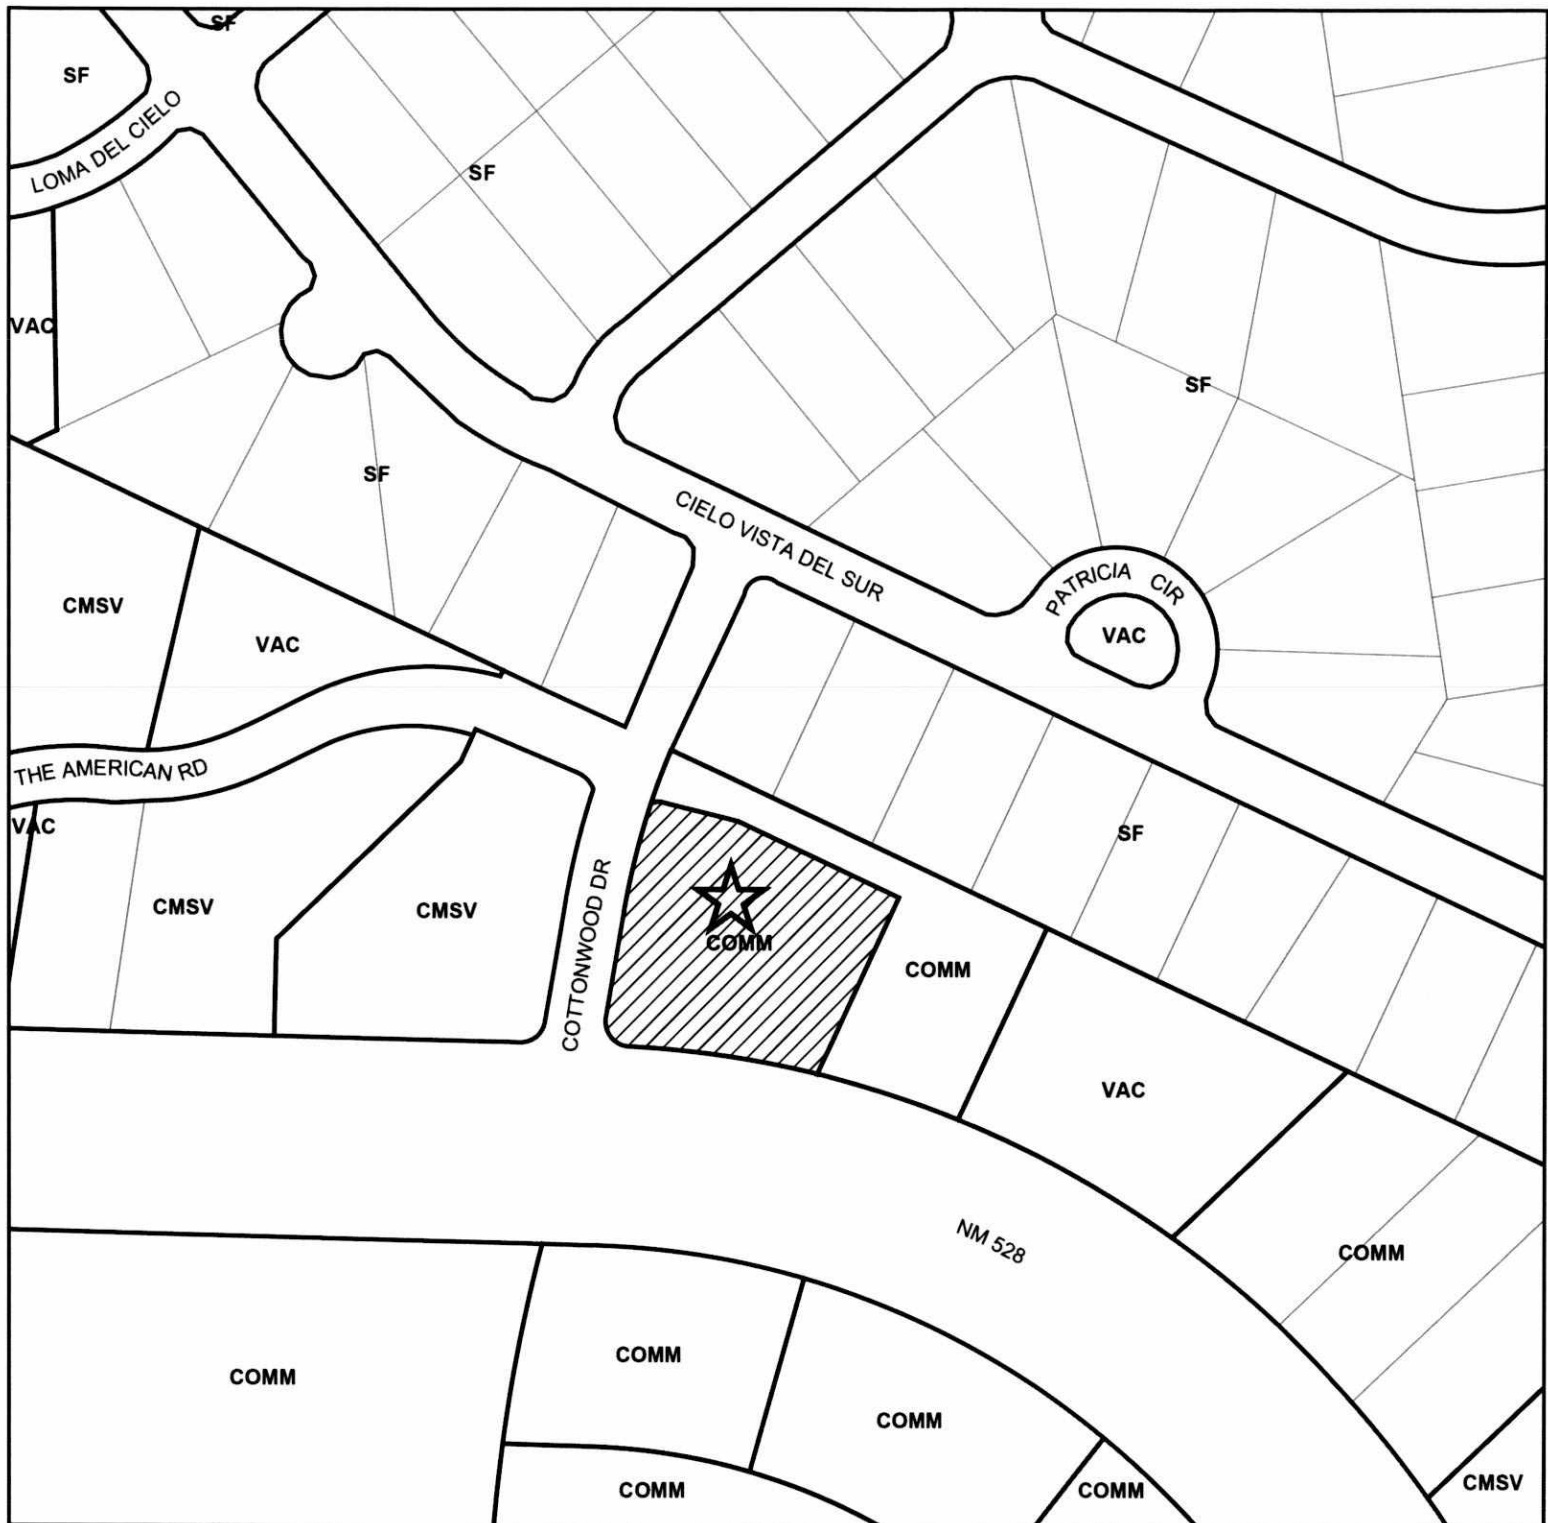 SF
SF
LOMA DEL CIELO
SF
VAC
SF
SF
CIELO VISTA DEL SUR
PATRICIA CIR
VAC
CMSV
VAC
THE AMERICAN RD
VAC
SF
CMSV
CMSV
COTTONWOOD DR
COMM
COMM
VAC
NM 528
COMM
COMM
COMM
COMM
COMM
COMM
CMSV